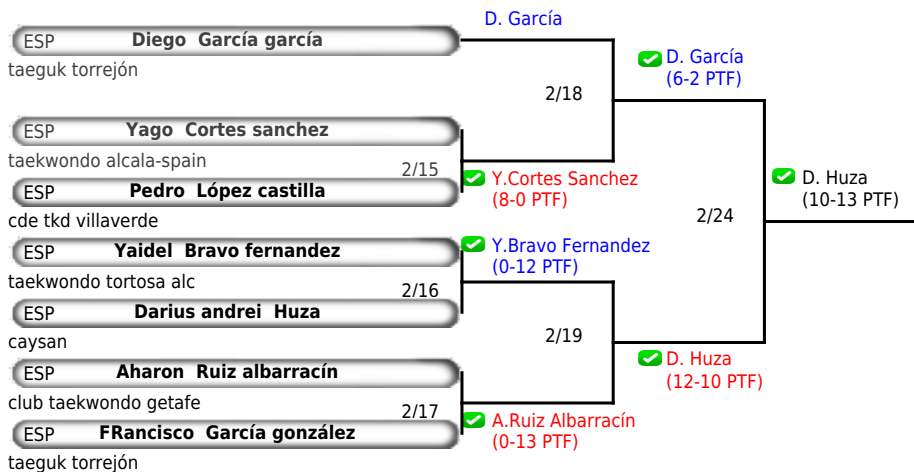 D. García
ESP Diego García garcía
taeguk torrejón
D. García
(6-2 PTF)
2/18
ESP Yago Cortes sanchez
taekwondo alcala-spain
2/15
ESP Pedro López castilla
cde tkd villaverde
Y.Cortes Sanchez
(8-0 PTF)
D. Huza
(10-13 PTF)
2/24
ESP Yaidel Bravo fernandez
taekwondo tortosa alc
Y.Bravo Fernandez
(0-12 PTF)
2/16
ESP Darius andrei Huza
caysan
2/19
D. Huza
(12-10 PTF)
ESP Aharon Ruiz albarracín
club taekwondo getafe
2/17
ESP FRancisco García gonzález
taeguk torrejón
A.Ruiz Albarracín
(0-13 PTF)